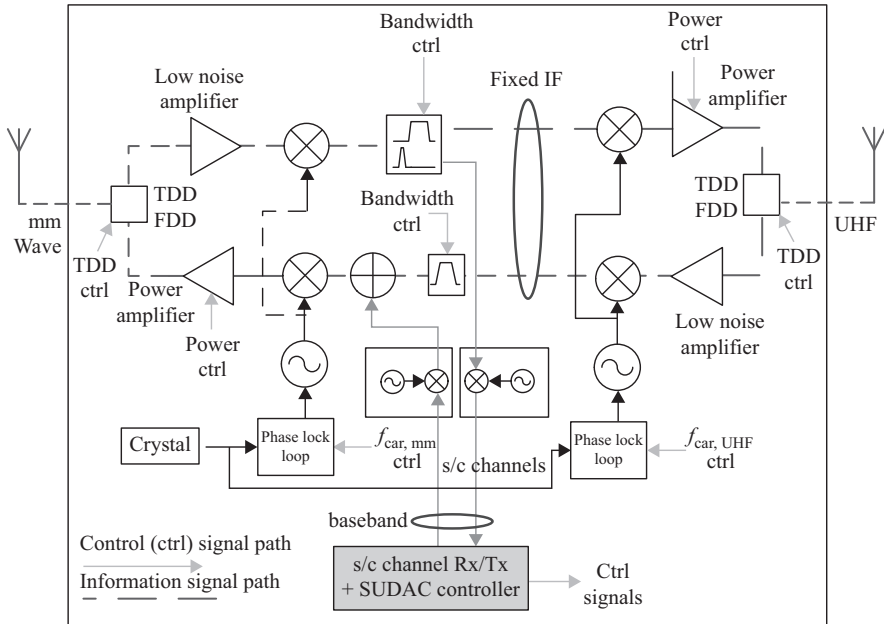 Bandwidth
ctrl
Power
ctrl
Low noise
amplifier
Fixed IF
Power
amplifier
TDD
FDD
mm
Wave
TDD
ctrl
Bandwidth
ctrl
TDD
FDD
UHF
TDD
ctrl
Power
amplifier
Power
ctrl
Low noise
amplifier
Crystal
Phase lock
loop
f car, mm
ctrl
s/c channels
Phase lock
loop
f car, UHF
ctrl
baseband
Control (ctrl) signal path
Information signal path
s/c channel Rx/Tx
+ SUDAC controller
Ctrl
signals